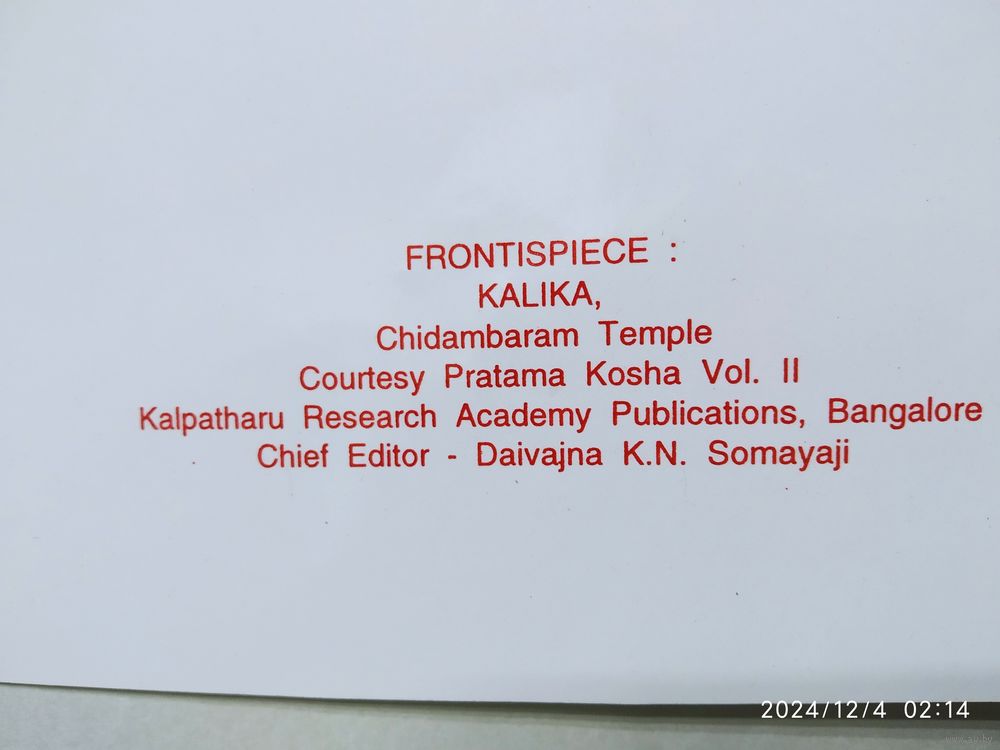 FRONTISPIECE :
KALIKA,
Chidambaram Temple
Courtesy Pratama Kosha Vol. II
Kalpatharu Research Academy Publications, Bangalore
Chief Editor - Daivajna K.N. Somayaji
2024/12/4 02:14